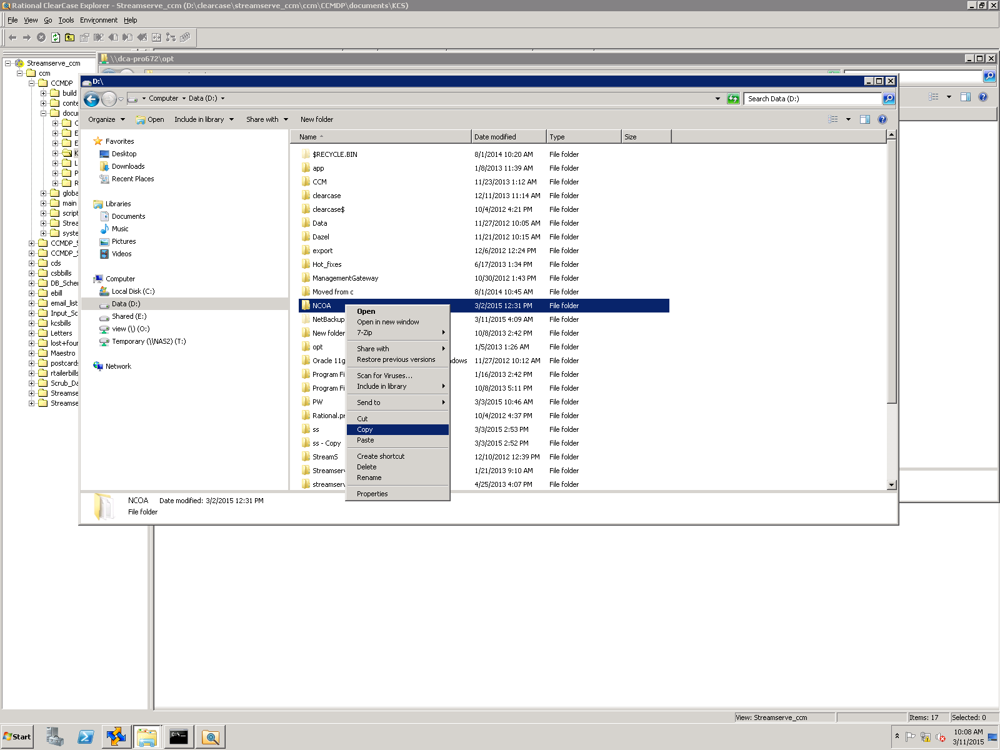 Rational ClearCase Explorer - Streamserve_ccm (D:\clearcase\streamserve_ccm\ccm\CCMDP\documents\KCS)
File View Go Tools Environment Help
\\dca-pro672\opt
Streamserve_ccm
ccm
CCMDP
build
conte
docu
C
E
E
K
L
P
R
globa
main
script
Strea
syste
CCMDP_
CCMDP_
cds
csbbills
DB_Scher
ebill
email_list
Input_Sc
kcsbills
Letters
lost+four
Maestro
postcards
rtailerbills
Scrub_Da
Streamse
Streamse
D:\
Computer Data (D:)
Search Data (D:)
Organize Open Include in library Share with New folder
Favorites
Desktop
Downloads
Recent Places
Libraries
Documents
Music
Pictures
Videos
Computer
Local Disk (C:)
Data (D:)
Shared (E:)
view (\) (O:)
Temporary (\\NAS2) (T:)
Network
Name Date modified Type Size
$RECYCLE.BIN 8/1/2014 10:20 AM File folder
app 1/8/2013 11:39 AM File folder
CCM 11/23/2013 1:12 AM File folder
clearcase 12/11/2013 11:14 AM File folder
clearcase$ 10/4/2012 4:21 PM File folder
Data 11/27/2012 10:05 AM File folder
Dazel 11/21/2012 10:15 AM File folder
export 12/6/2012 12:24 PM File folder
Hot_fixes 6/17/2013 1:34 PM File folder
ManagementGateway 10/30/2012 1:43 PM File folder
Moved from c 8/1/2014 10:45 AM File folder
NCOA 3/2/2015 12:31 PM File folder
NetBackup 3/11/2015 4:09 AM File folder
New folder 10/8/2013 2:42 PM File folder
opt 1/5/2013 1:26 AM File folder
Oracle 11g dows 11/27/2012 10:12 AM File folder
Program Fi 1/16/2013 2:42 PM File folder
Program Fi 10/8/2013 5:11 PM File folder
PW 3/3/2015 10:46 AM File folder
Rational.pr 10/4/2012 4:37 PM File folder
ss 3/3/2015 2:53 PM File folder
ss - Copy 3/3/2015 2:52 PM File folder
StreamS 12/10/2012 12:39 PM File folder
Streamserv 1/21/2013 9:10 AM File folder
streamserv 4/25/2013 4:07 PM File folder
Open
Open in new window
7-Zip
Share with
Restore previous versions
Scan for Viruses...
Include in library
Send to
Cut
Copy
Paste
Create shortcut
Delete
Rename
Properties
NCOA Date modified: 3/2/2015 12:31 PM
File folder
View: Streamserve_ccm Items: 17 Selected: 0
Start
C:\_
10:08 AM
3/11/2015